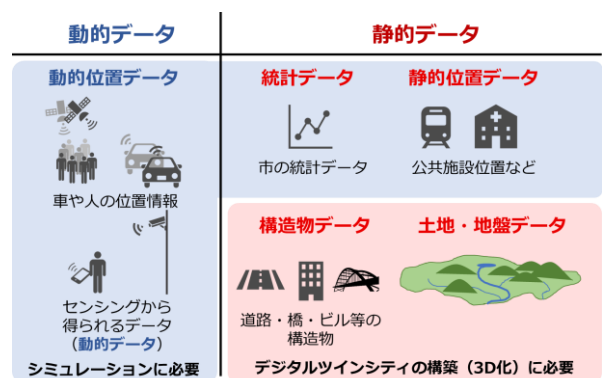 動的データ
静的データ
動的位置データ
車や人の位置情報
センシングから
得られるデータ
（動的データ）
シミュレーションに必要
統計データ
市の統計データ
静的位置データ
公共施設位置など
構造物データ
道路・橋・ビル等の
構造物
土地・地盤データ
デジタルツインシティの構築（3D化）に必要